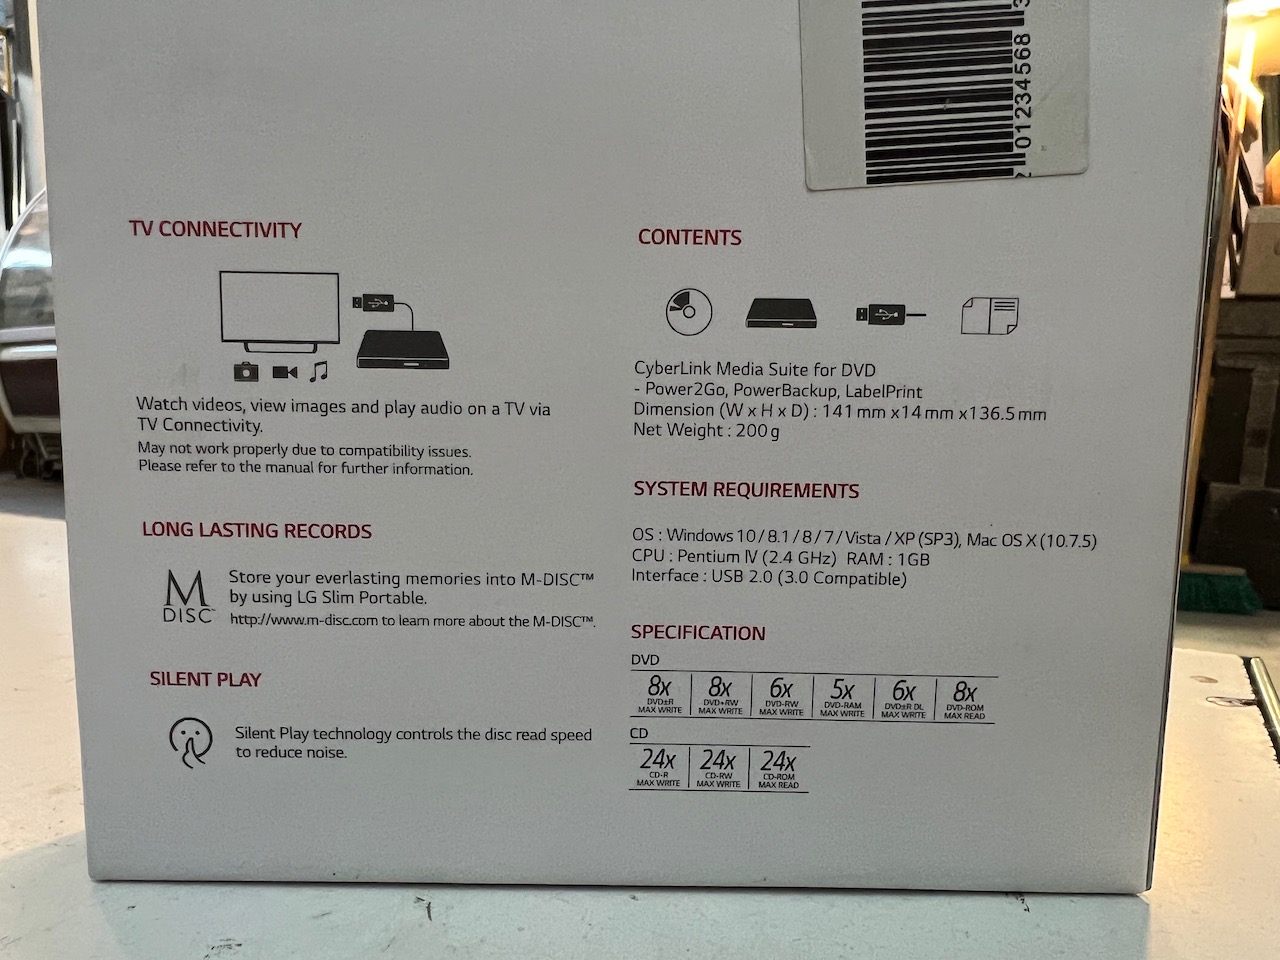 01234568
TV CONNECTIVITY
Watch videos, view images and play audio on a TV via
TV Connectivity.
May not work properly due to compatibility issues.
Please refer to the manual for further information.
LONG LASTING RECORDS
M
DISC
Store your everlasting memories into M-DISC™
by using LG Slim Portable.
http://www.m-disc.com to learn more about the M-DISC™.
SILENT PLAY
Silent Play technology controls the disc read speed
to reduce noise.
CONTENTS
CyberLink Media Suite for DVD
- Power2Go, PowerBackup, LabelPrint
Dimension (W x H x D) : 141 mm x14 mm x136.5 mm
Net Weight : 200 g
SYSTEM REQUIREMENTS
OS : Windows 10 / 8.1 / 8 / 7 / Vista / XP (SP3), Mac OS X (10.7.5)
CPU : Pentium IV (2.4 GHz) RAM : 1GB
Interface : USB 2.0 (3.0 Compatible)
SPECIFICATION
DVD
8x 8x 6x 5x 6x 8x
DVD±R DVD+RW DVD-RW DVD-RAM DVD±R DL DVD-ROM
MAX WRITE MAX WRITE MAX WRITE MAX WRITE MAX WRITE MAX READ
CD
24x 24x 24x
CD-R CD-RW CD-ROM
MAX WRITE MAX WRITE MAX READ